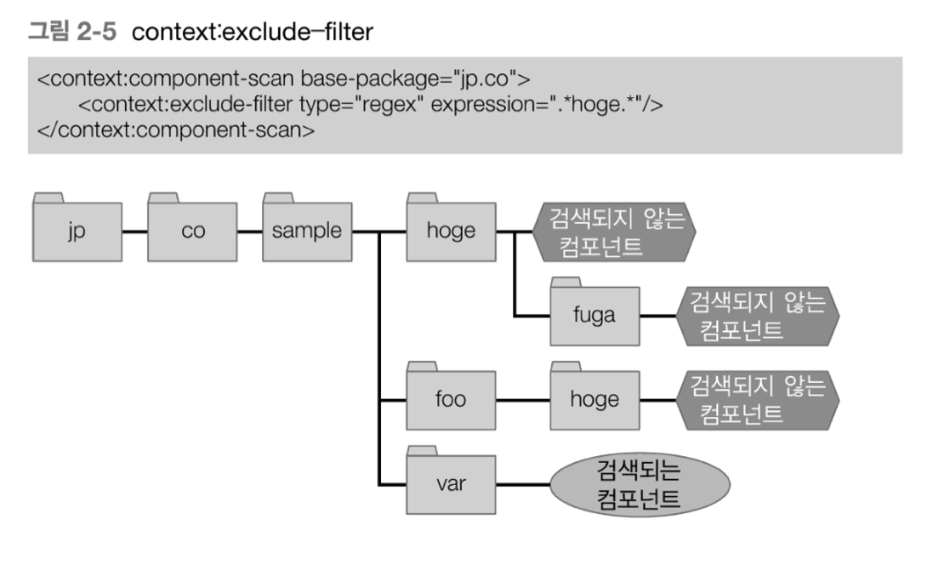 그림 2-5 context:exclude-filter
<context:component-scan base-package="jp.co">
<context:exclude-filter type="regex" expression=".*hoge.*"/>
</context:component-scan>
jp
co
sample
hoge
검색되지 않는
컴포넌트
fuga
검색되지 않는
컴포넌트
foo
hoge
검색되지 않는
컴포넌트
var
검색되는
컴포넌트